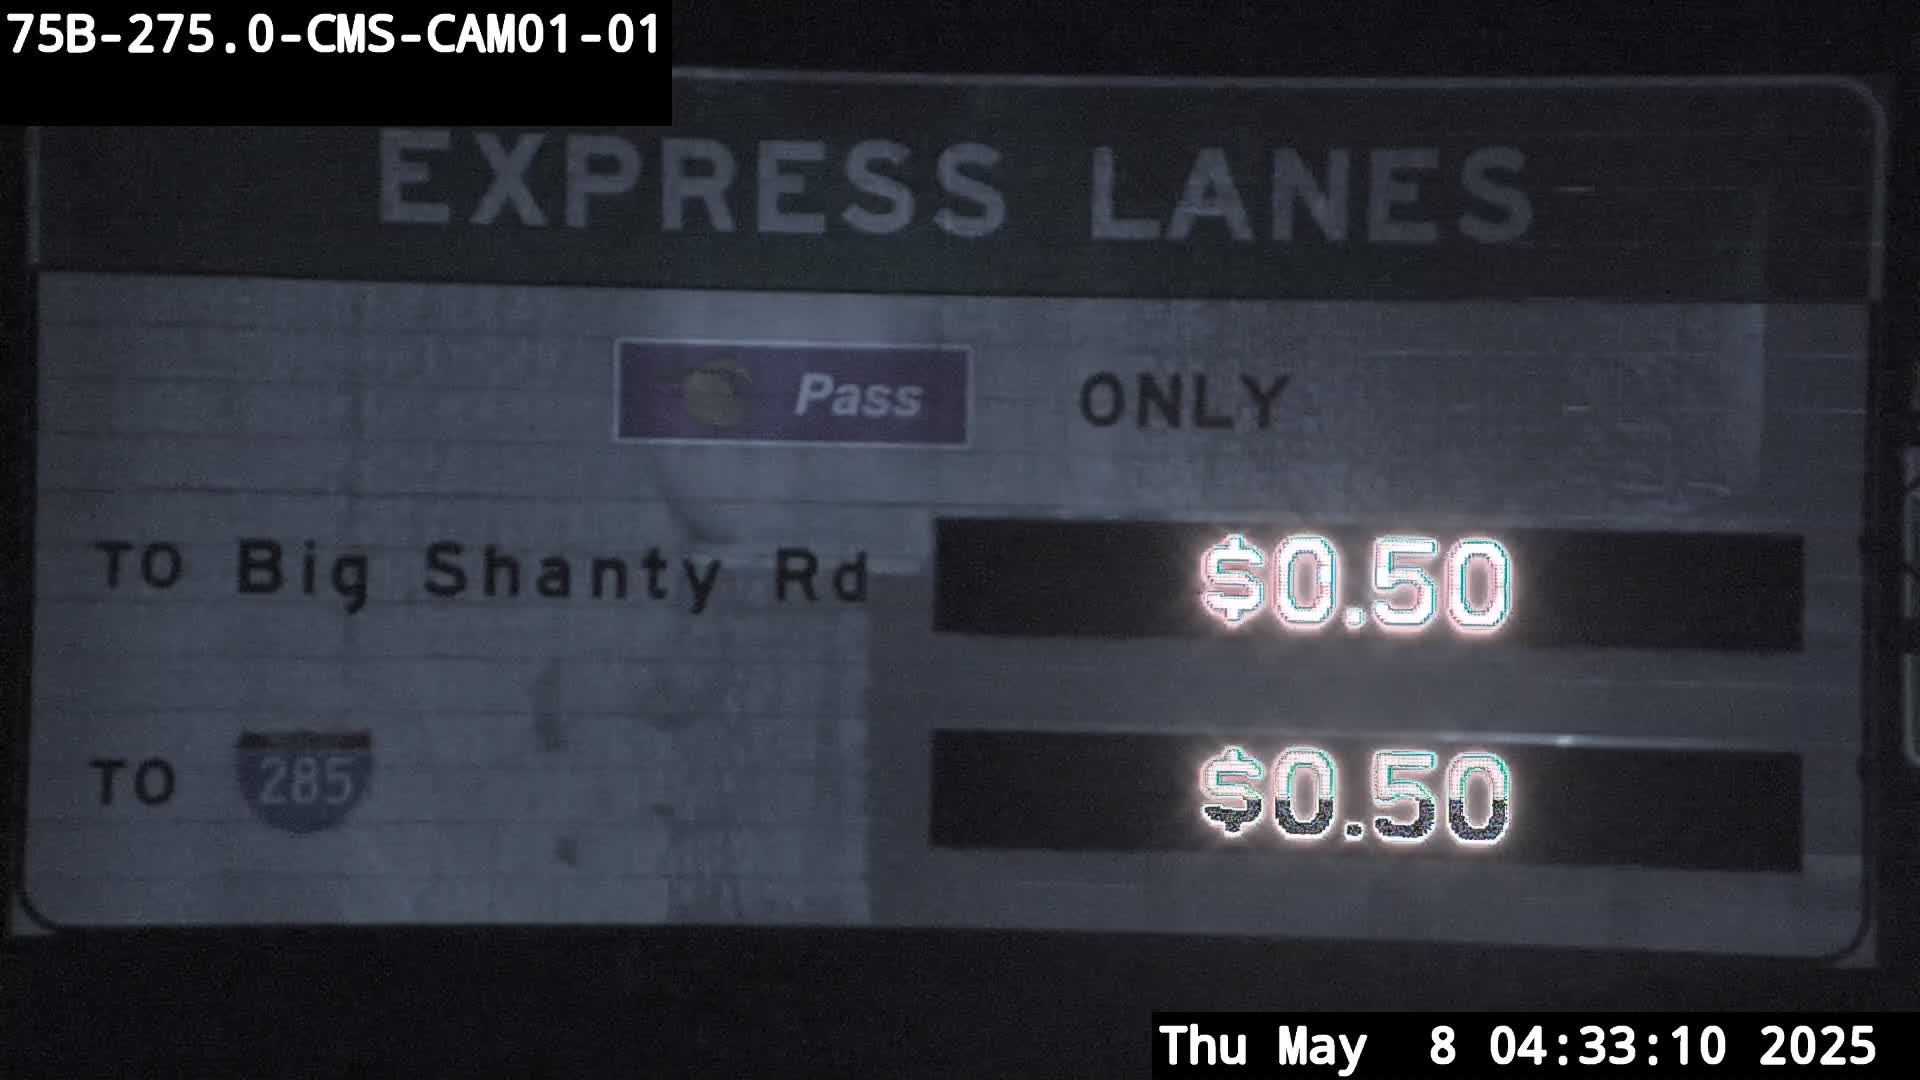 75B-275.0-CMS-CAM01-01
EXPRESS LANES
Pass ONLY
TO Big Shanty Rd $0.50
TO 285 $0.50
Thu May 8 04:33:10 2025